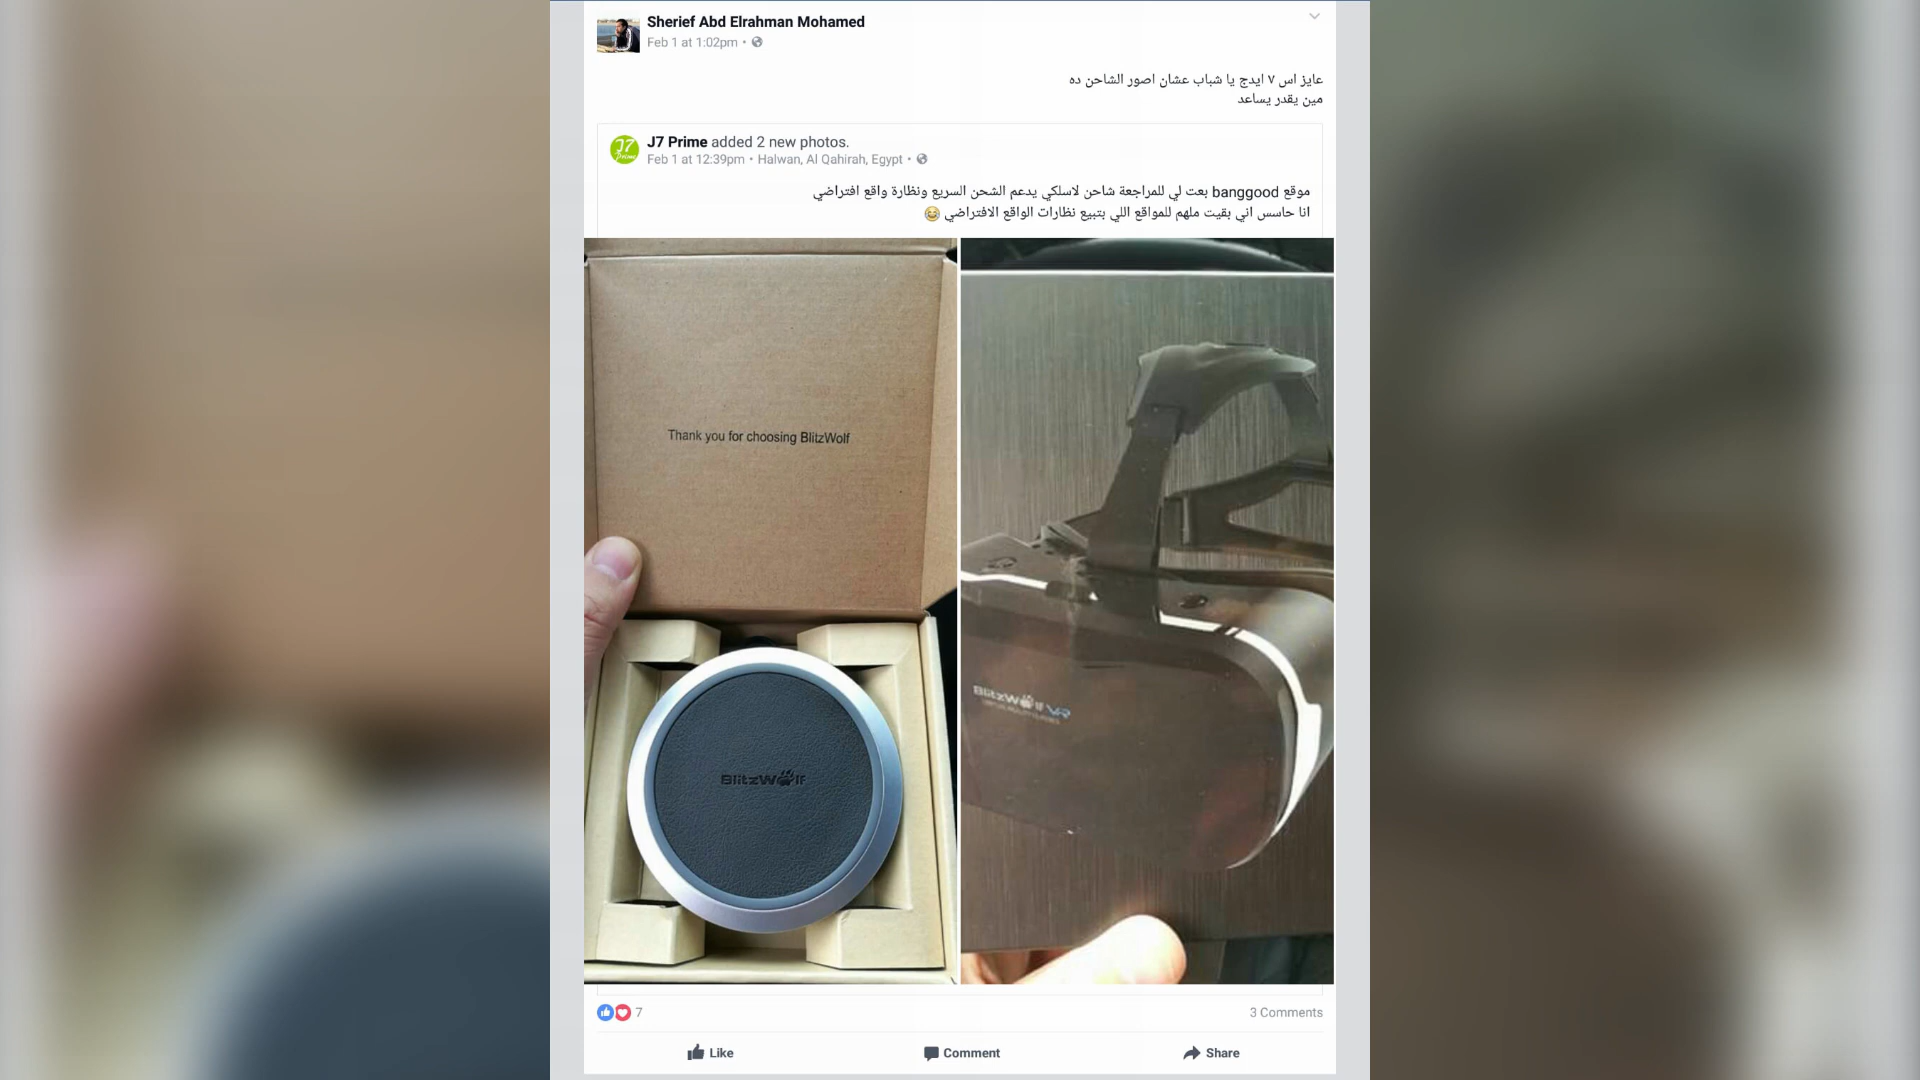 Sherief Abd Elrahman Mohamed
Feb 1 at 1:02pm •
عايز اس ٧ ايدج يا شباب عشان اصور الشاحن ده
مين يقدر يساعد
J7 Prime added 2 new photos.
Feb 1 at 12:39pm • Halwan, Al Qahirah, Egypt •
موقع banggood بعت لي للمراجعة شاحن لاسلكي يدعم الشحن السريع ونظارة واقع افتراضي
انا حاسس اني بقيت ملهم للمواقع اللي بتبيع نظارات الواقع الافتراضي 😂
J7
Prime
Thank you for choosing BlitzWolf
BlitzWolf
BlitzWolf VR
7
3 Comments
Like
Comment
Share